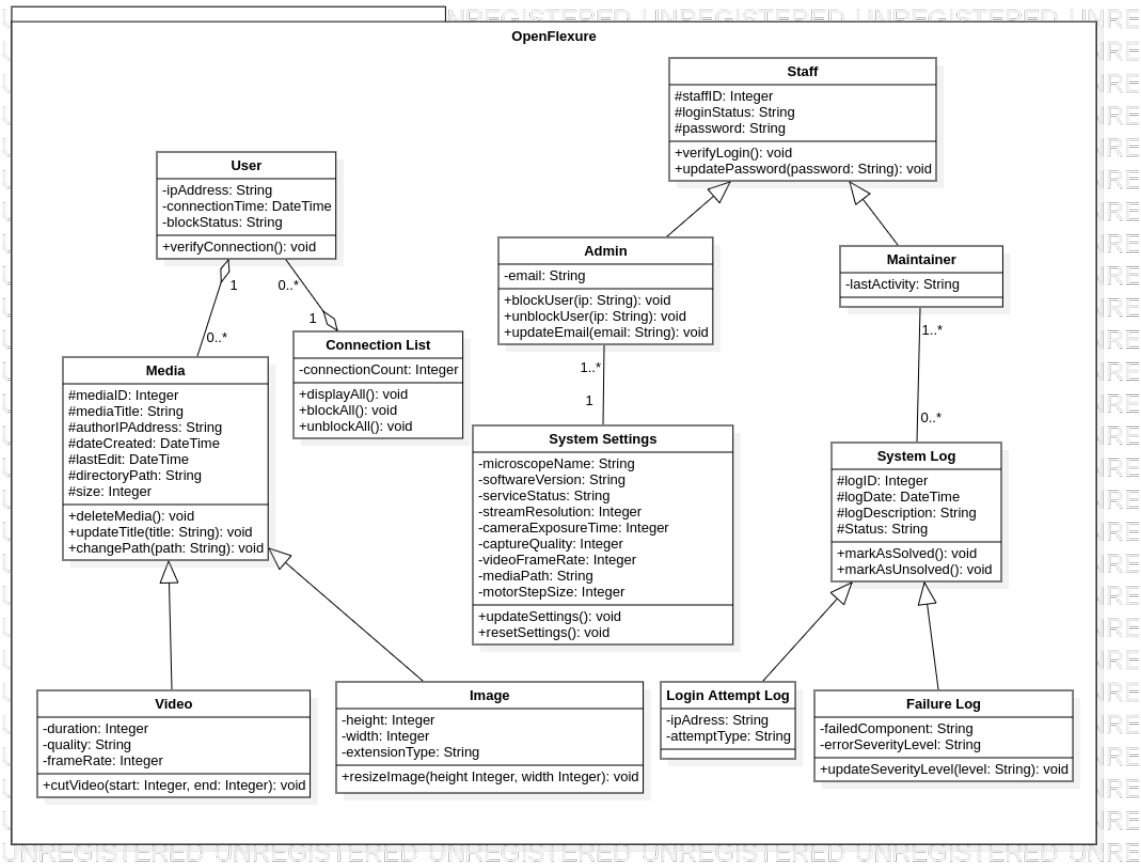 UNREGISTERED UNREGISTERED UNREGISTERED UNRE
OpenFlexure
Staff
#staffID: Integer
#loginStatus: String
#password: String
+verifyLogin(): void
+updatePassword(password: String): void
User
-ipAddress: String
-connectionTime: DateTime
-blockStatus: String
+verifyConnection(): void
Admin
-email: String
+blockUser(ip: String): void
+unblockUser(ip: String): void
+updateEmail(email: String): void
Maintainer
-lastActivity: String
1
0..*
0..*
1
1..*
1
1..*
0..*
Connection List
-connectionCount: Integer
+displayAll(): void
+blockAll(): void
+unblockAll(): void
Media
#mediaID: Integer
#mediaTitle: String
#authorIPAddress: String
#dateCreated: DateTime
#lastEdit: DateTime
#directoryPath: String
#size: Integer
+deleteMedia(): void
+updateTitle(title: String): void
+changePath(path: String): void
System Settings
-microscopeName: String
-softwareVersion: String
-serviceStatus: String
-streamResolution: Integer
-cameraExposureTime: Integer
-captureQuality: Integer
-videoFrameRate: Integer
-mediaPath: String
-motorStepSize: Integer
+updateSettings(): void
+resetSettings(): void
System Log
#logID: Integer
#logDate: DateTime
#logDescription: String
#Status: String
+markAsSolved(): void
+markAsUnsolved(): void
Video
-duration: Integer
-quality: String
-frameRate: Integer
+cutVideo(start: Integer, end: Integer): void
Image
-height: Integer
-width: Integer
-extensionType: String
+resizeImage(height Integer, width Integer): void
Login Attempt Log
-ipAdress: String
-attemptType: String
Failure Log
-failedComponent: String
-errorSeverityLevel: String
+updateSeverityLevel(level: String): void
UNREGISTERED UNREGISTERED UNREGISTERED UNREGISTERED UNREGISTERED UNRE